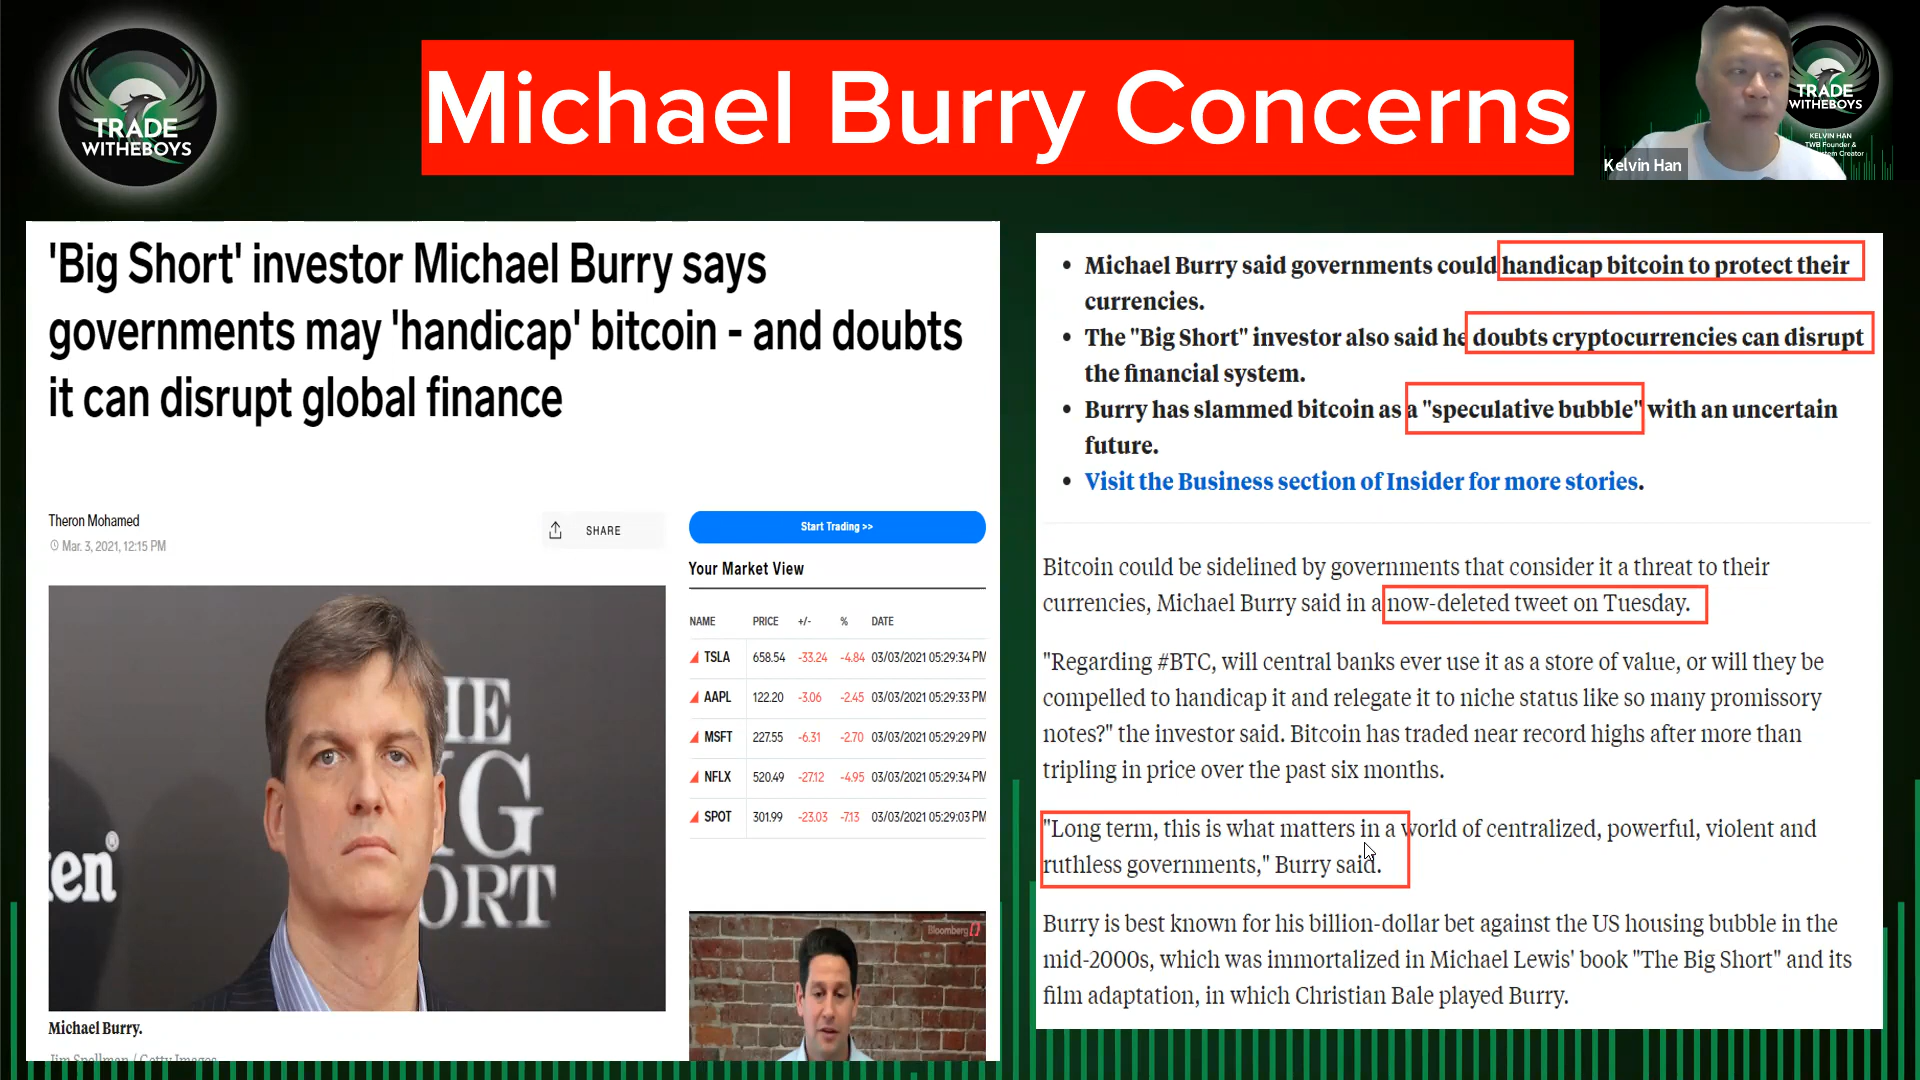 TRADE
WITHEBOYS
Michael Burry Concerns
TRADE
WITHEBOYS
KELVIN HAN
TWB Founder &
Creator
Kelvin Han
'Big Short' investor Michael Burry says
governments may 'handicap' bitcoin - and doubts
it can disrupt global finance
Theron Mohamed
Mar. 3, 2021, 12:15 PM
SHARE
Start Trading >>
Your Market View
NAME PRICE +/- % DATE
TSLA 658.54 -33.24 -4.84 03/03/2021 05:29:34 PM
AAPL 122.20 -3.06 -2.45 03/03/2021 05:29:33 PM
MSFT 227.55 -6.31 -2.70 03/03/2021 05:29:29 PM
NFLX 520.49 -27.12 -4.95 03/03/2021 05:29:34 PM
SPOT 301.99 -23.03 -7.13 03/03/2021 05:29:03 PM
HE
G
ORT
en®
Bloomberg
Michael Burry.
Jim Spellman / Getty Images
• Michael Burry said governments could handicap bitcoin to protect their
currencies.
• The "Big Short" investor also said he doubts cryptocurrencies can disrupt
the financial system.
• Burry has slammed bitcoin as a "speculative bubble" with an uncertain
future.
• Visit the Business section of Insider for more stories.
Bitcoin could be sidelined by governments that consider it a threat to their
currencies, Michael Burry said in a now-deleted tweet on Tuesday.
"Regarding #BTC, will central banks ever use it as a store of value, or will they be
compelled to handicap it and relegate it to niche status like so many promissory
notes?" the investor said. Bitcoin has traded near record highs after more than
tripling in price over the past six months.
"Long term, this is what matters in a world of centralized, powerful, violent and
ruthless governments," Burry said.
Burry is best known for his billion-dollar bet against the US housing bubble in the
mid-2000s, which was immortalized in Michael Lewis' book "The Big Short" and its
film adaptation, in which Christian Bale played Burry.